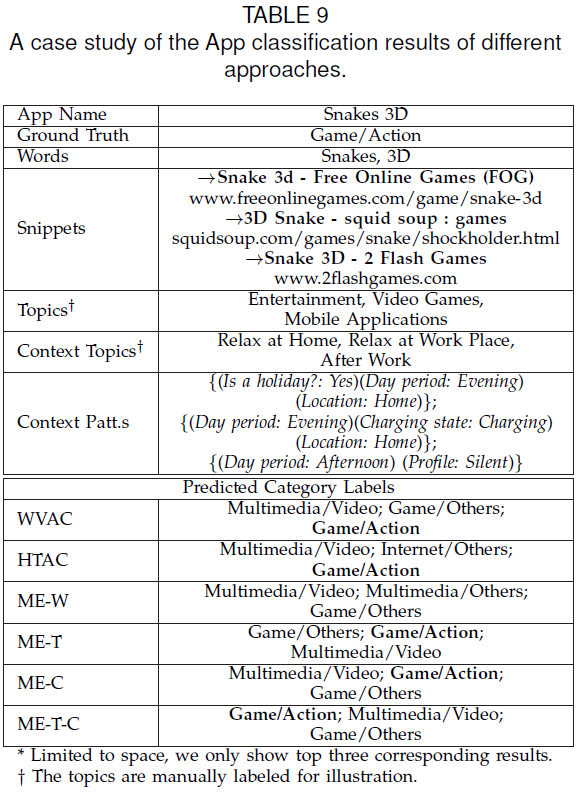 TABLE 9
A case study of the App classification results of different
approaches.
App Name Snakes 3D
Ground Truth Game/Action
Words Snakes, 3D
Snippets
→Snake 3d - Free Online Games (FOG)
www.freeonlinegames.com/game/snake-3d
→3D Snake - squid soup : games
squidsoup.com/games/snake/shockholder.html
→Snake 3D - 2 Flash Games
www.2flashgames.com
Topics†
Entertainment, Video Games,
Mobile Applications
Context Topics†
Relax at Home, Relax at Work Place,
After Work
Context Patt.s
{(Is a holiday?: Yes)(Day period: Evening)
(Location: Home)};
{(Day period: Evening)(Charging state: Charging)
(Location: Home)};
{(Day period: Afternoon) (Profile: Silent)}
Predicted Category Labels
WVAC
Multimedia/Video; Game/Others;
Game/Action
HTAC
Multimedia/Video; Internet/Others;
Game/Action
ME-W
Multimedia/Video; Multimedia/Others;
Game/Others
ME-T
Game/Others; Game/Action;
Multimedia/Video
ME-C
Multimedia/Video; Game/Action;
Game/Others
ME-T-C
Game/Action; Multimedia/Video;
Game/Others
* Limited to space, we only show top three corresponding results.
† The topics are manually labeled for illustration.